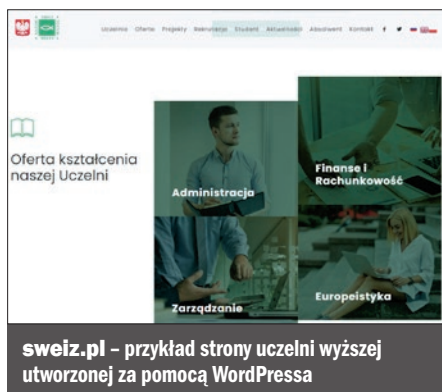 Uczelnia Oferta Projekty Rekrutacja Student Aktualności Absolwent Kontakt
Oferta kształcenia
naszej Uczelni
Administracja
Finanse i
Rachunkowość
Zarządzanie
Europeistyka
sweiz.pl – przykład strony uczelni wyższej
utworzonej za pomocą WordPressa